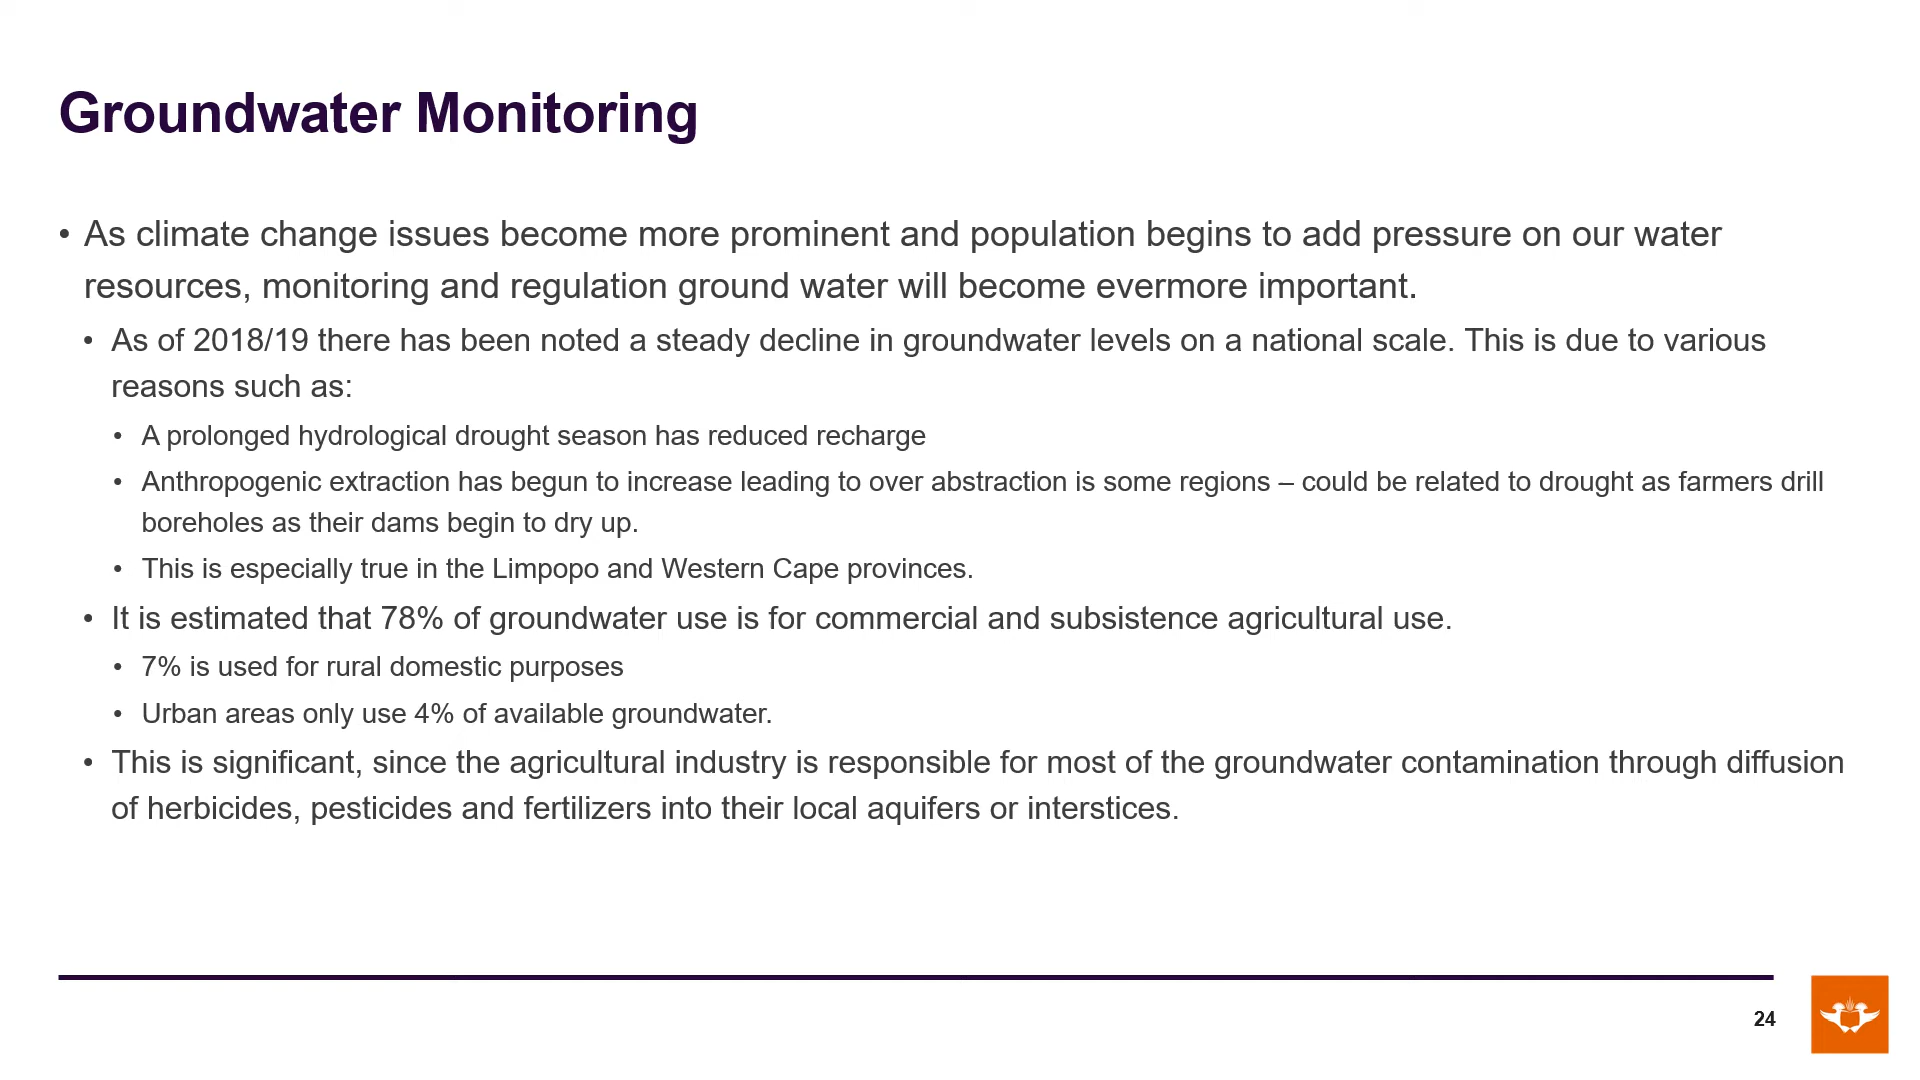 Groundwater Monitoring
• As climate change issues become more prominent and population begins to add pressure on our water
resources, monitoring and regulation ground water will become evermore important.
• As of 2018/19 there has been noted a steady decline in groundwater levels on a national scale. This is due to various
reasons such as:
• A prolonged hydrological drought season has reduced recharge
• Anthropogenic extraction has begun to increase leading to over abstraction is some regions – could be related to drought as farmers drill
boreholes as their dams begin to dry up.
• This is especially true in the Limpopo and Western Cape provinces.
• It is estimated that 78% of groundwater use is for commercial and subsistence agricultural use.
• 7% is used for rural domestic purposes
• Urban areas only use 4% of available groundwater.
• This is significant, since the agricultural industry is responsible for most of the groundwater contamination through diffusion
of herbicides, pesticides and fertilizers into their local aquifers or interstices.
24